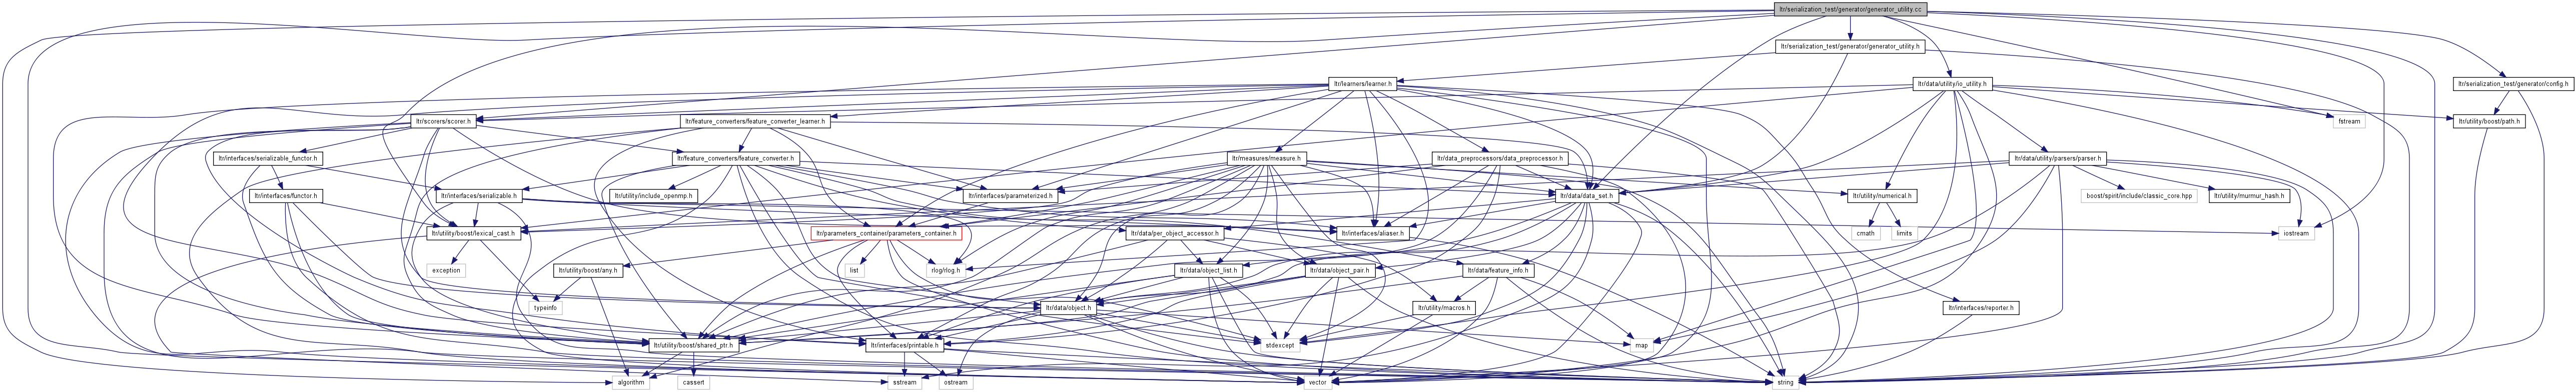 ltr/serialization_test/generator/generator_utility.cc
ltr/serialization_test/generator/generator_utility.h
ltr/learners/learner.h
ltr/data/utility/io_utility.h
ltr/serialization_test/generator/config.h
ltr/scorers/scorer.h
ltr/feature_converters/feature_converter_learner.h
fstream
ltr/utility/boost/path.h
ltr/interfaces/serializable_functor.h
ltr/feature_converters/feature_converter.h
ltr/measures/measure.h
ltr/data_preprocessors/data_preprocessor.h
ltr/data/utility/parsers/parser.h
ltr/interfaces/functor.h
ltr/interfaces/serializable.h
ltr/utility/include_openmp.h
ltr/interfaces/parameterized.h
ltr/data/data_set.h
ltr/utility/numerical.h
boost/spirit/include/classic_core.hpp
ltr/utility/murmur_hash.h
ltr/utility/boost/lexical_cast.h
ltr/parameters_container/parameters_container.h
ltr/data/per_object_accessor.h
ltr/interfaces/aliaser.h
cmath
limits
iostream
exception
ltr/utility/boost/any.h
list
rlog/rlog.h
ltr/data/object_list.h
ltr/data/object_pair.h
ltr/data/feature_info.h
typeinfo
ltr/data/object.h
ltr/utility/macros.h
ltr/interfaces/reporter.h
ltr/utility/boost/shared_ptr.h
ltr/interfaces/printable.h
stdexcept
map
algorithm
cassert
sstream
ostream
vector
string